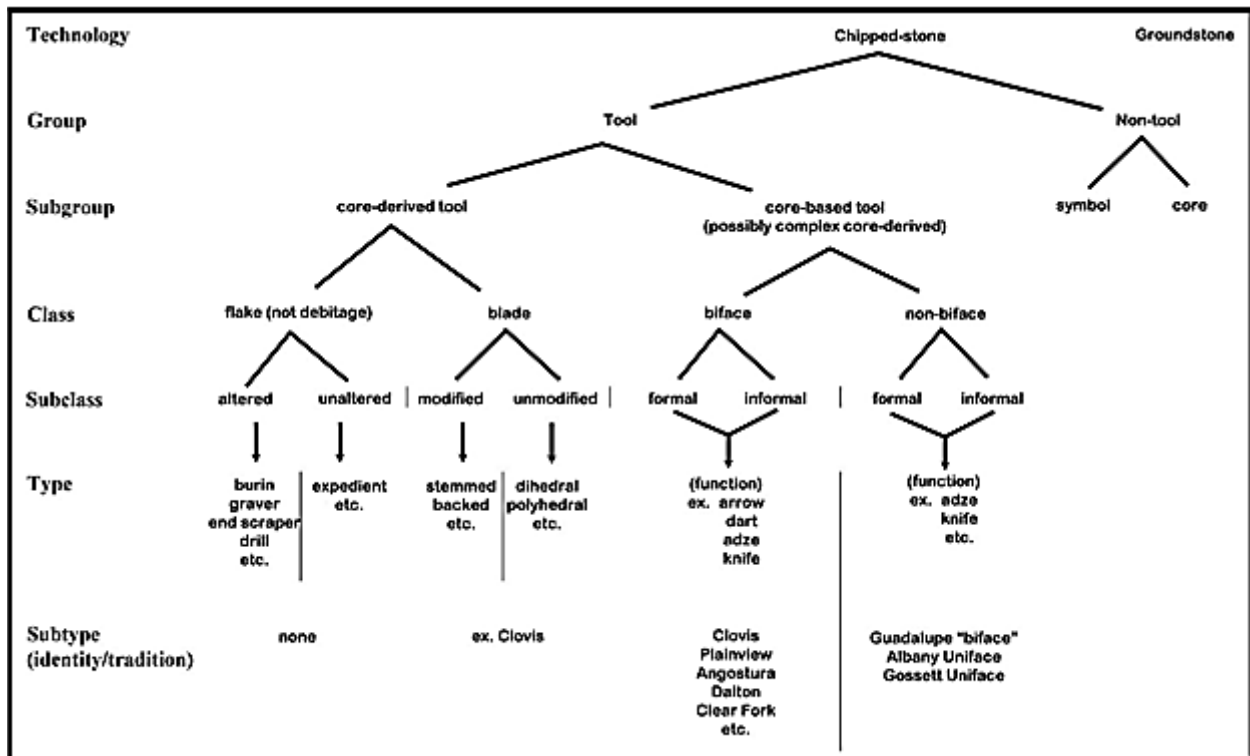 Technology Chipped-stone Groundstone
Group Tool Non-tool
Subgroup core-derived tool core-based tool symbol core
(possibly complex core-derived)
Class flake (not debitage) blade biface non-biface
Subclass altered unaltered modified unmodified formal informal formal informal
Type burin expedient stemmed dihedral (function) (function)
graver etc. backed polyhedral ex. arrow ex. adze
end scraper etc. etc. dart knife
drill adze etc.
etc. knife
Subtype none ex. Clovis Clovis Guadalupe "biface"
(identity/tradition) Plainview Albany Uniface
Angostura Gossett Uniface
Dalton
Clear Fork
etc.